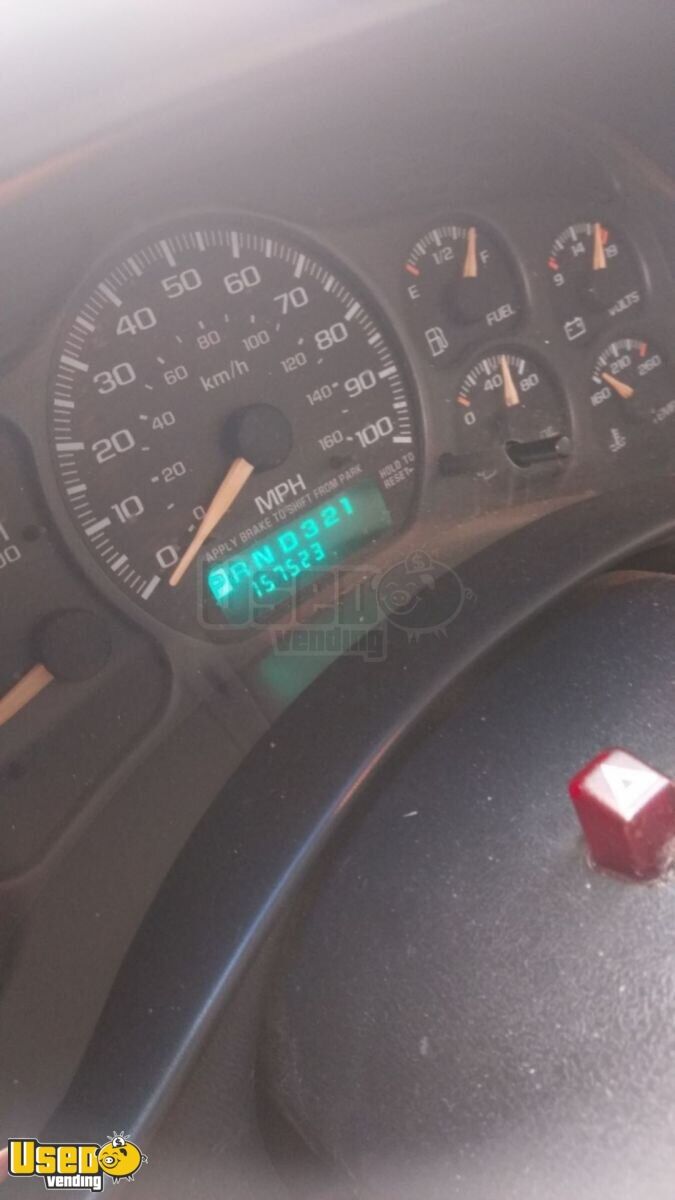 0 10 20 30 40 50 60 70 80 90 100
0 20 40 60 80 100 120 140 160
km/h
MPH
APPLY BRAKE TO SHIFT FROM PARK
HOLD TO
RESET
PRND321
157523
E 1/2 F
FUEL
9 14 19
VOLTS
0 40 80
160 210 260
00
USED
vending
USED
vending